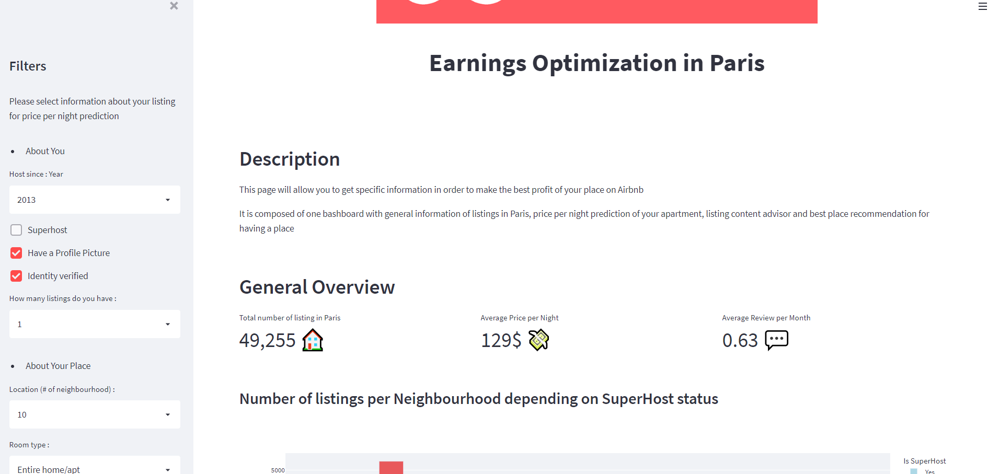 Filters
Please select information about your listing
for price per night prediction
About You
Host since : Year
2013
Superhost
Have a Profile Picture
Identity verified
How many listings do you have :
1
About Your Place
Location (# of neighbourhood) :
10
Room type :
Entire home/apt
Earnings Optimization in Paris
Description
This page will allow you to get specific information in order to make the best profit of your place on Airbnb
It is composed of one bashboard with general information of listings in Paris, price per night prediction of your apartment, listing content advisor and best place recommendation for
having a place
General Overview
Total number of listing in Paris
49,255
Average Price per Night
129$
Average Review per Month
0.63
Number of listings per Neighbourhood depending on SuperHost status
5000
Is SuperHost
Yes